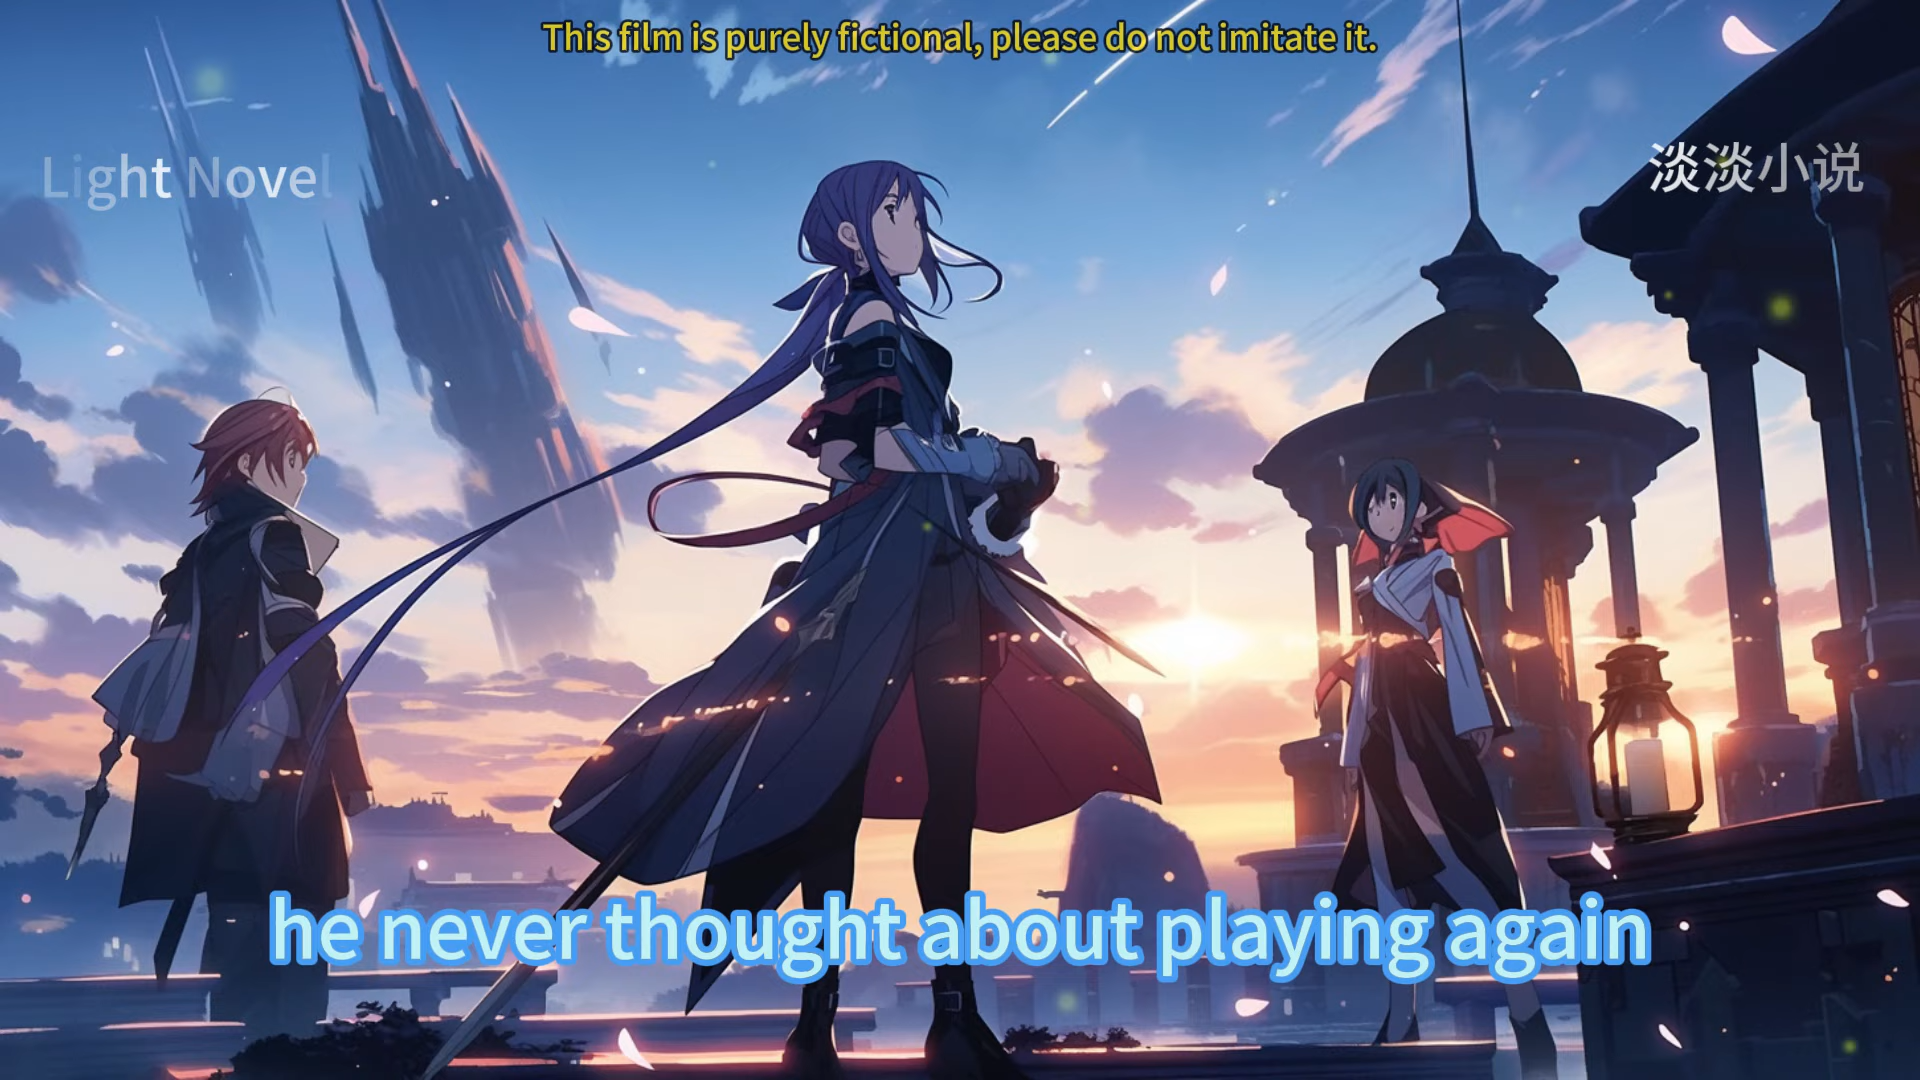 This film is purely fictional, please do not imitate it.
Light Novel
淡淡小说
he never thought about playing again